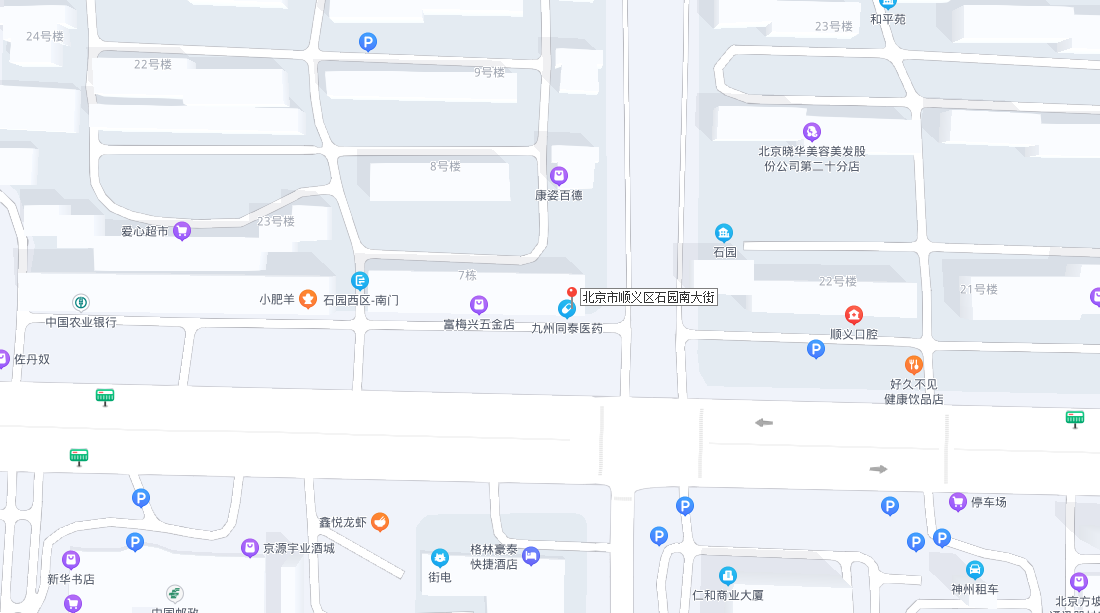 和平苑
23号楼
24号楼
P
22号楼
9号楼
北京晓华美容美发股
份公司第二十分店
8号楼
康姿百德
23号楼
爱心超市
石园
7栋
22号楼
21号楼
小肥羊
石园西区-南门
北京市顺义区石园南大街
中国农业银行
富梅兴五金店
九州同泰医药
顺义口腔
P
佐丹奴
好久不见
健康饮品店
P
P
P
停车场
鑫悦龙虾
P
P
P
P
京源宇业酒城
格林豪泰
快捷酒店
新华书店
街电
仁和商业大厦
神州租车
中国邮政
北京方坡